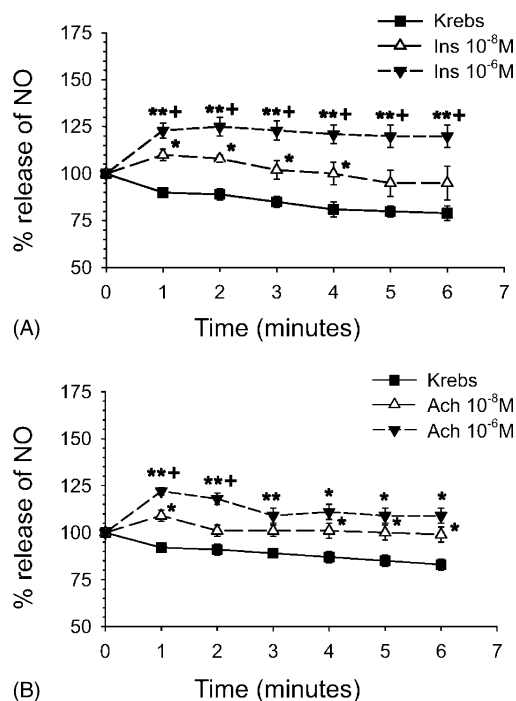 Krebs
Ins 10⁻⁸M
Ins 10⁻⁶M
175
150
125
100
75
50
% release of NO
**+ **+ **+ **+ **+ **+
* * * *
0 1 2 3 4 5 6 7
(A)
Time (minutes)
Krebs
Ach 10⁻⁸M
Ach 10⁻⁶M
175
150
125
100
75
50
% release of NO
**+ **+ ** * * *
* * * *
0 1 2 3 4 5 6 7
(B)
Time (minutes)